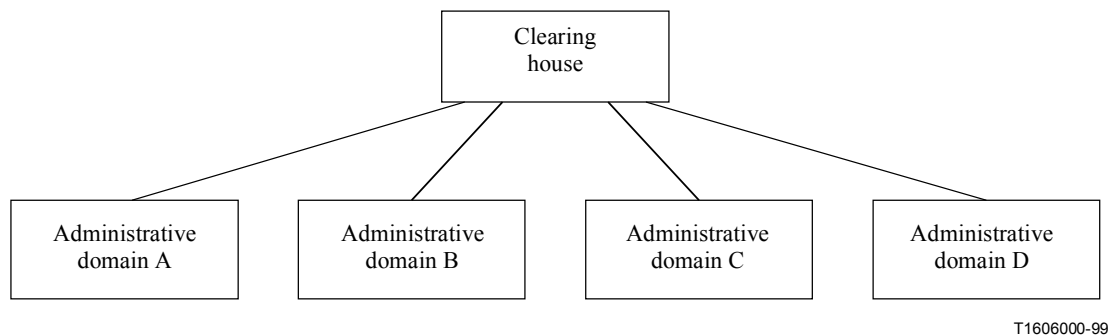 Clearing
house
Administrative
domain A
Administrative
domain B
Administrative
domain C
Administrative
domain D
T1606000-99